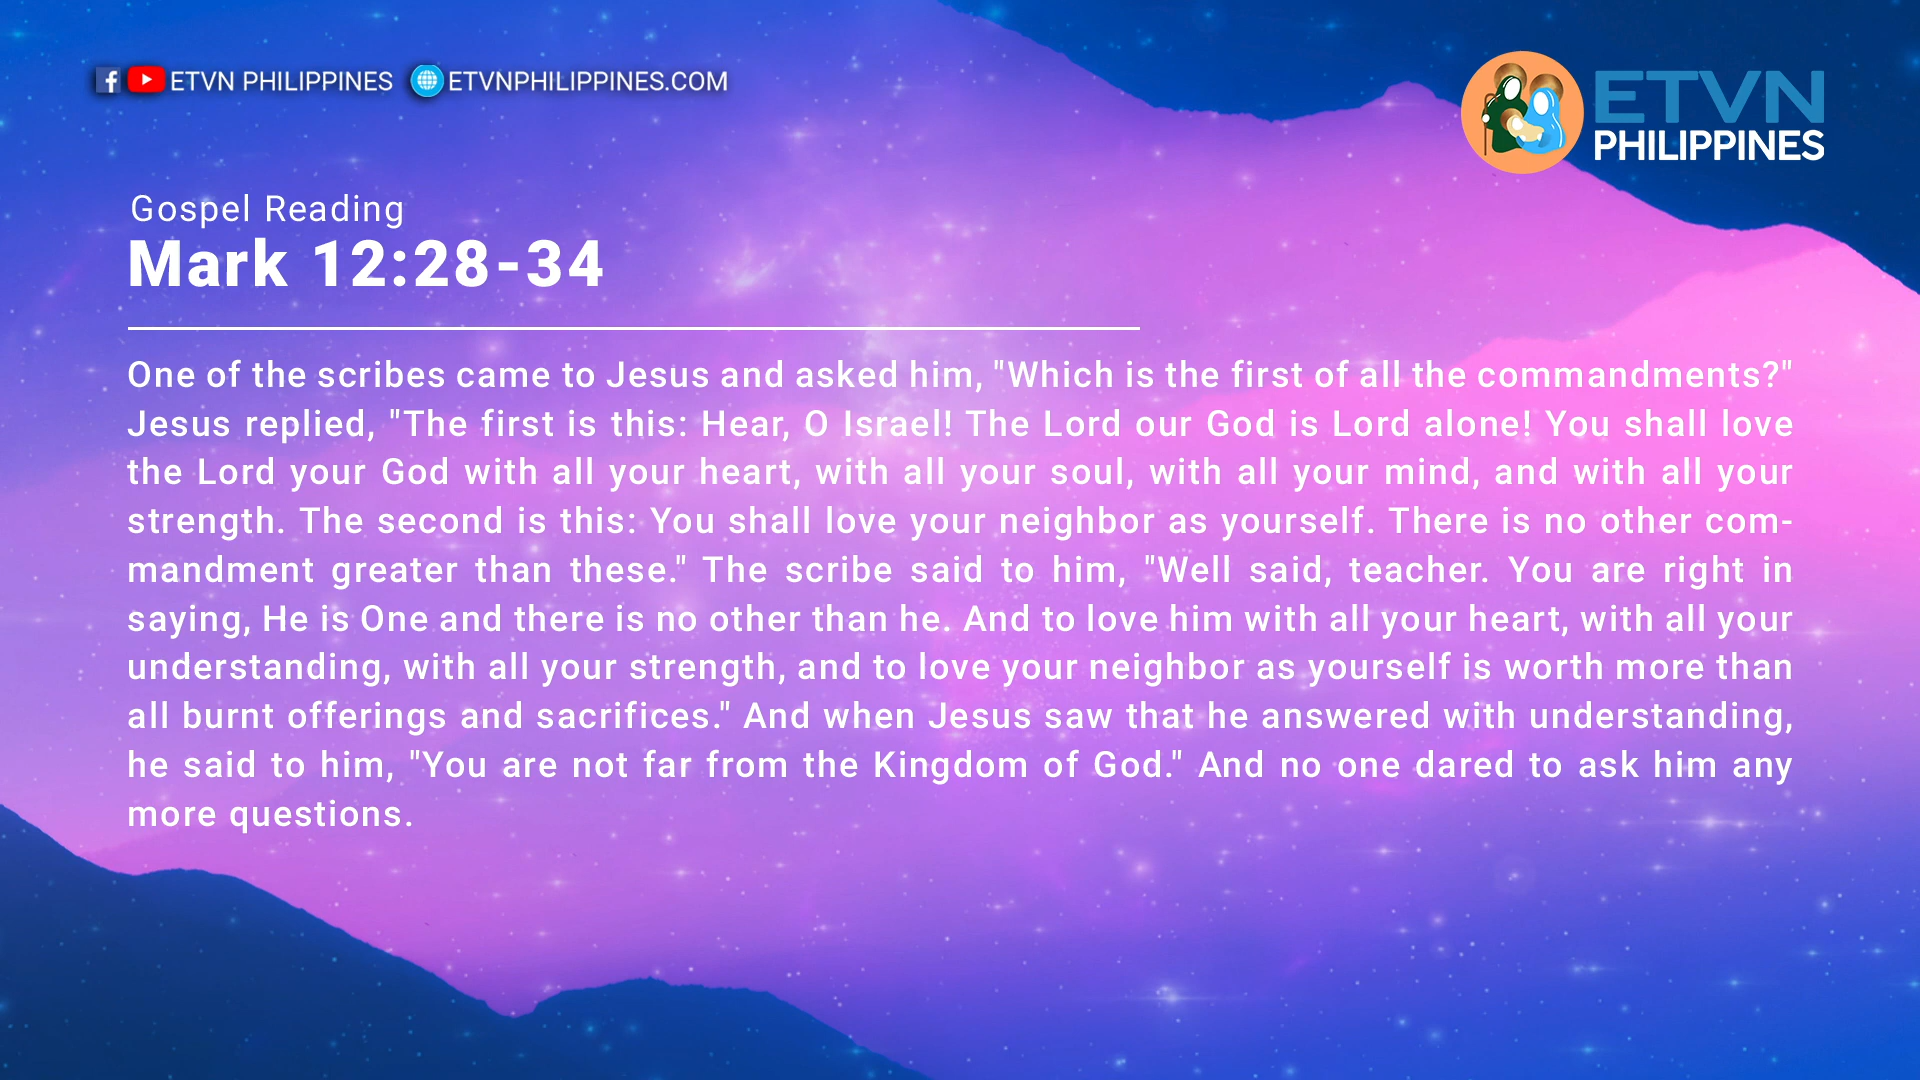 ETVN PHILIPPINES ETVNPHILIPPINES.COM
ETVN
PHILIPPINES
Gospel Reading
Mark 12:28-34
One of the scribes came to Jesus and asked him, "Which is the first of all the commandments?"
Jesus replied, "The first is this: Hear, O Israel! The Lord our God is Lord alone! You shall love
the Lord your God with all your heart, with all your soul, with all your mind, and with all your
strength. The second is this: You shall love your neighbor as yourself. There is no other com-
mandment greater than these." The scribe said to him, "Well said, teacher. You are right in
saying, He is One and there is no other than he. And to love him with all your heart, with all your
understanding, with all your strength, and to love your neighbor as yourself is worth more than
all burnt offerings and sacrifices." And when Jesus saw that he answered with understanding,
he said to him, "You are not far from the Kingdom of God." And no one dared to ask him any
more questions.